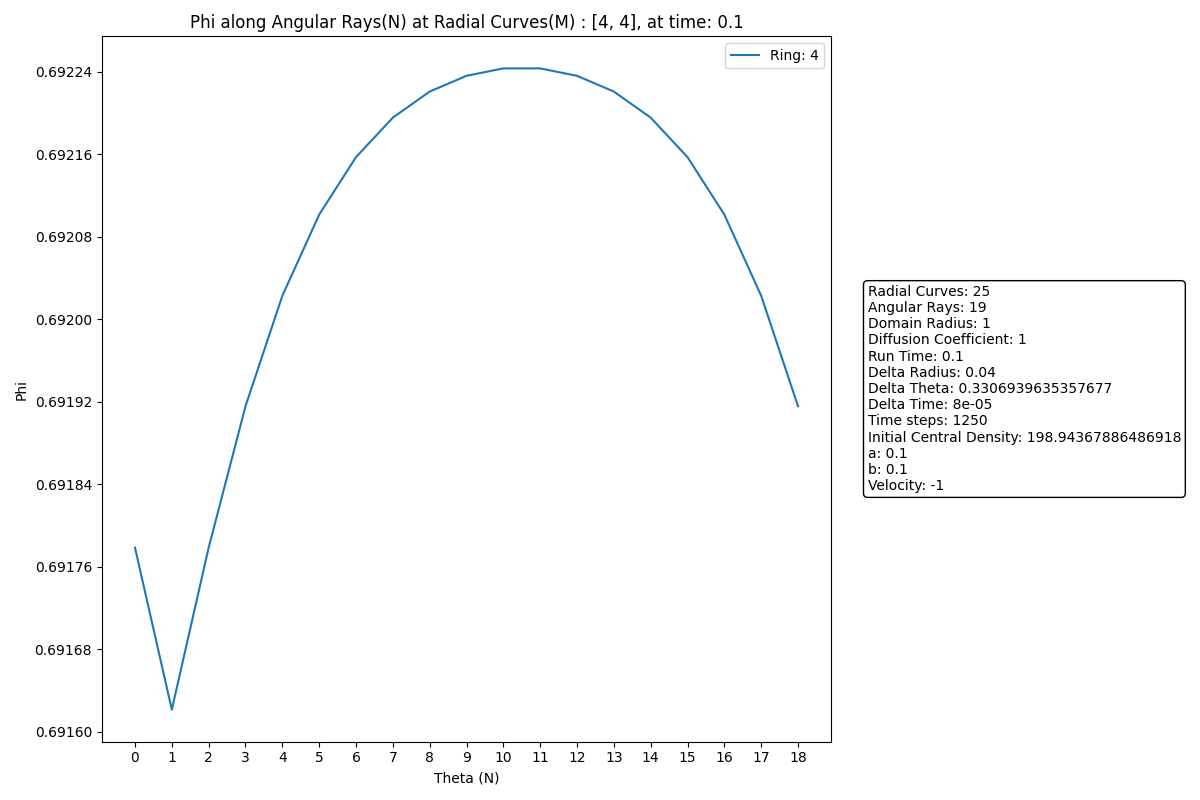 Phi along Angular Rays(N) at Radial Curves(M) : [4, 4], at time: 0.1
Ring: 4
0.69224
0.69216
0.69208
0.69200
0.69192
0.69184
0.69176
0.69168
0.69160
Phi
0 1 2 3 4 5 6 7 8 9 10 11 12 13 14 15 16 17 18
Theta (N)
Radial Curves: 25
Angular Rays: 19
Domain Radius: 1
Diffusion Coefficient: 1
Run Time: 0.1
Delta Radius: 0.04
Delta Theta: 0.3306939635357677
Delta Time: 8e-05
Time steps: 1250
Initial Central Density: 198.94367886486918
a: 0.1
b: 0.1
Velocity: -1